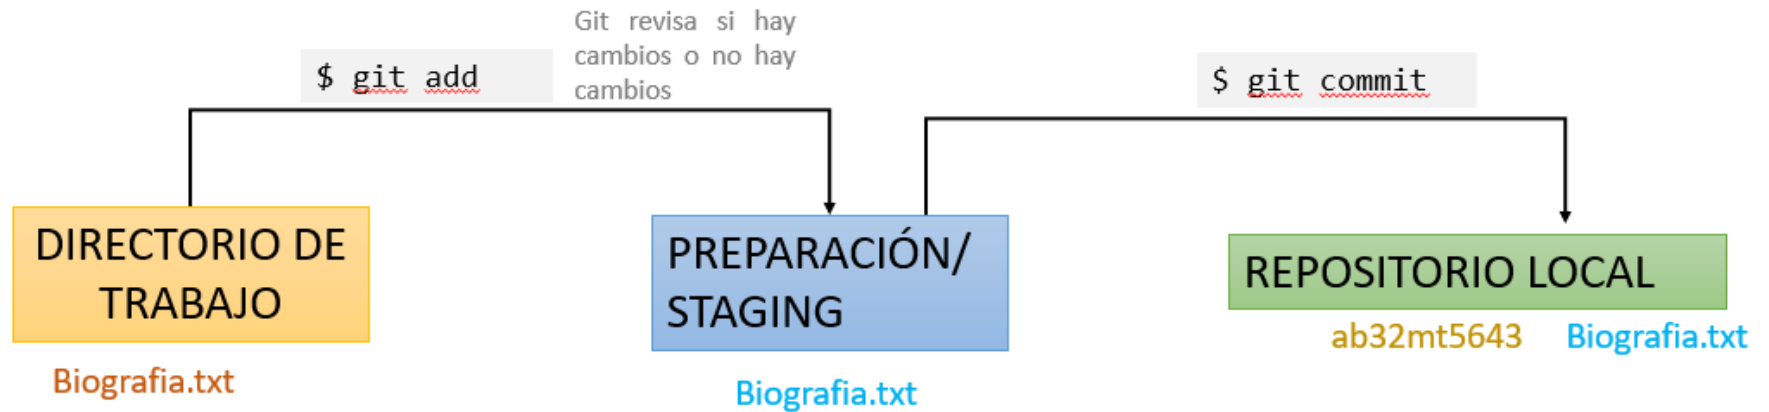 Git revisa si hay
cambios o no hay
cambios
$ git add
$ git commit
DIRECTORIO DE
TRABAJO
PREPARACIÓN/
STAGING
REPOSITORIO LOCAL
ab32mt5643 Biografia.txt
Biografia.txt
Biografia.txt